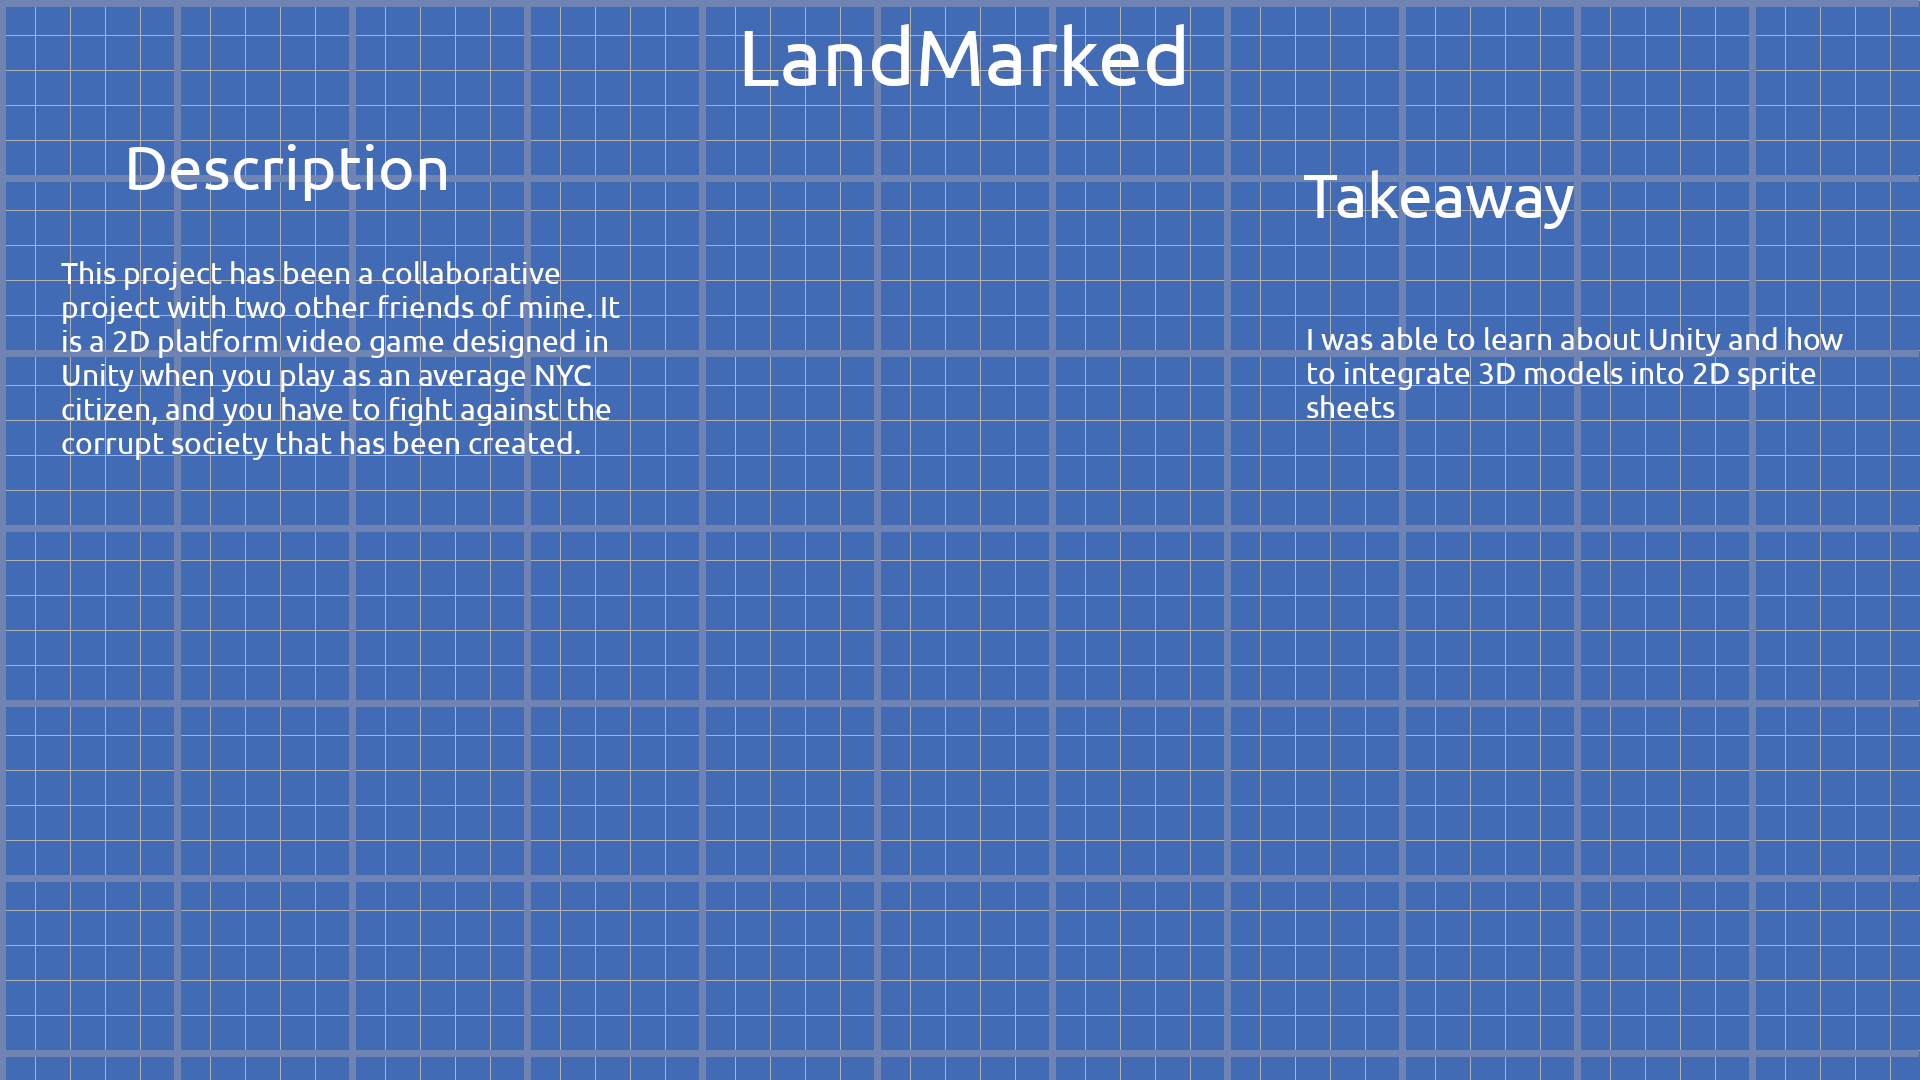 LandMarked
Description
This project has been a collaborative
project with two other friends of mine. It
is a 2D platform video game designed in
Unity when you play as an average NYC
citizen, and you have to fight against the
corrupt society that has been created.
Takeaway
I was able to learn about Unity and how
to integrate 3D models into 2D sprite
sheets